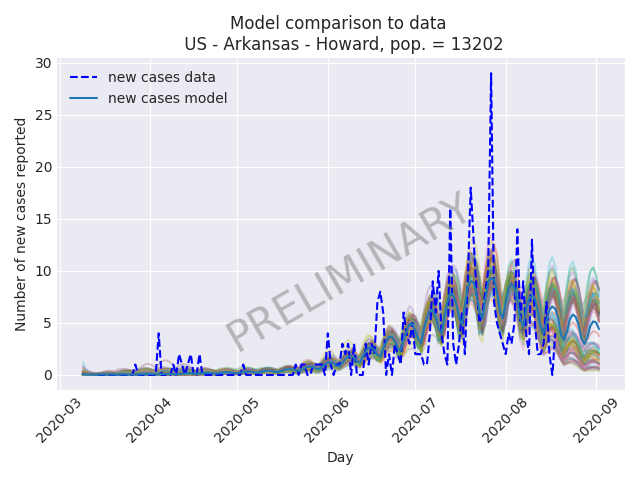 Model comparison to data
US - Arkansas - Howard, pop. = 13202
Number of new cases reported
30
25
20
15
10
5
0
new cases data
new cases model
PRELIMINARY
2020-03
2020-04
2020-05
2020-06
2020-07
2020-08
2020-09
Day